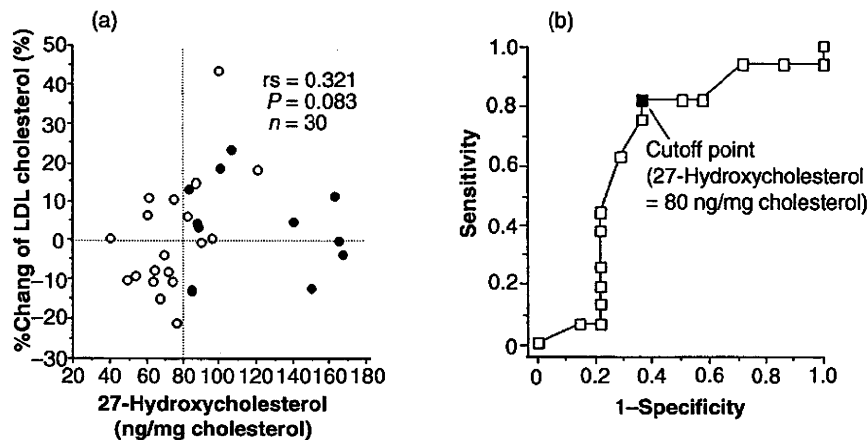 (a)
50
40
30
20
10
0
−10
−20
−30
%Chang of LDL cholesterol (%)
rs = 0.321
P = 0.083
n = 30
20 40 60 80 100 120 140 160 180
27-Hydroxycholesterol
(ng/mg cholesterol)
(b)
1.0
0.8
0.6
0.4
0.2
0
Sensitivity
Cutoff point
(27-Hydroxycholesterol
= 80 ng/mg cholesterol)
0 0.2 0.4 0.6 0.8 1.0
1–Specificity